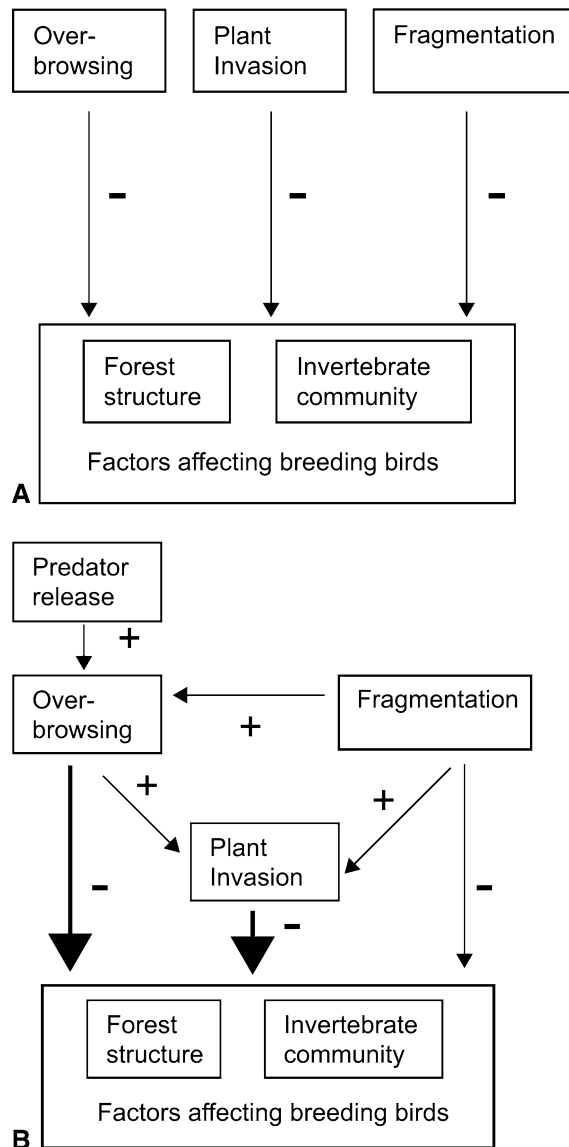 Over-
browsing
Plant
Invasion
Fragmentation
-
-
-
Forest
structure
Invertebrate
community
Factors affecting breeding birds
A
Predator
release
+
Over-
browsing
Fragmentation
+
+
+
Plant
Invasion
-
-
-
Forest
structure
Invertebrate
community
Factors affecting breeding birds
B